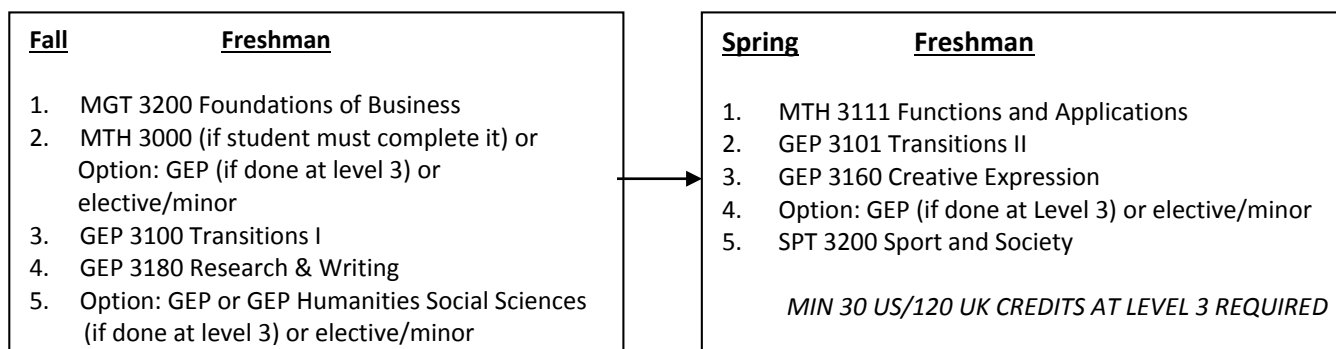 Fall Freshman
1. MGT 3200 Foundations of Business
2. MTH 3000 (if student must complete it) or
Option: GEP (if done at level 3) or
elective/minor
3. GEP 3100 Transitions I
4. GEP 3180 Research & Writing
5. Option: GEP or GEP Humanities Social Sciences
(if done at level 3) or elective/minor
Spring Freshman
1. MTH 3111 Functions and Applications
2. GEP 3101 Transitions II
3. GEP 3160 Creative Expression
4. Option: GEP (if done at Level 3) or elective/minor
5. SPT 3200 Sport and Society
MIN 30 US/120 UK CREDITS AT LEVEL 3 REQUIRED